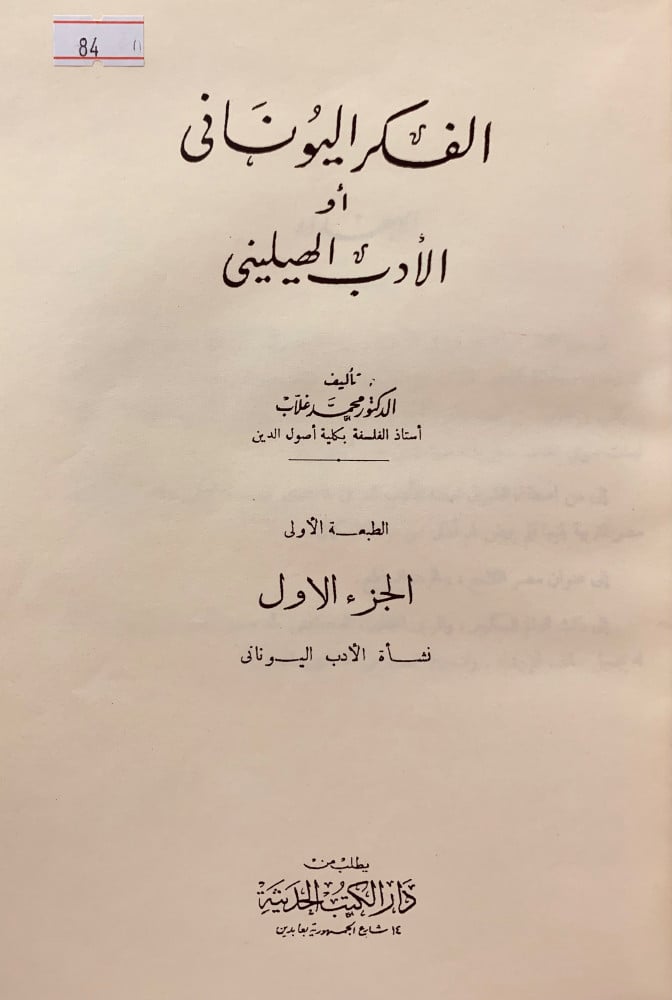 84
الفكر اليونانى
أو
الأدب الهيلينى
تأليف
الدكتور محمد غلاب
أستاذ الفلسفة بكلية أصول الدين
الطبعة الأولى
الجزء الاول
نشأة الأدب اليونانى
يطلب من
دار الكتب الحديثة
١٤ شارع الجمهورية بعابدين